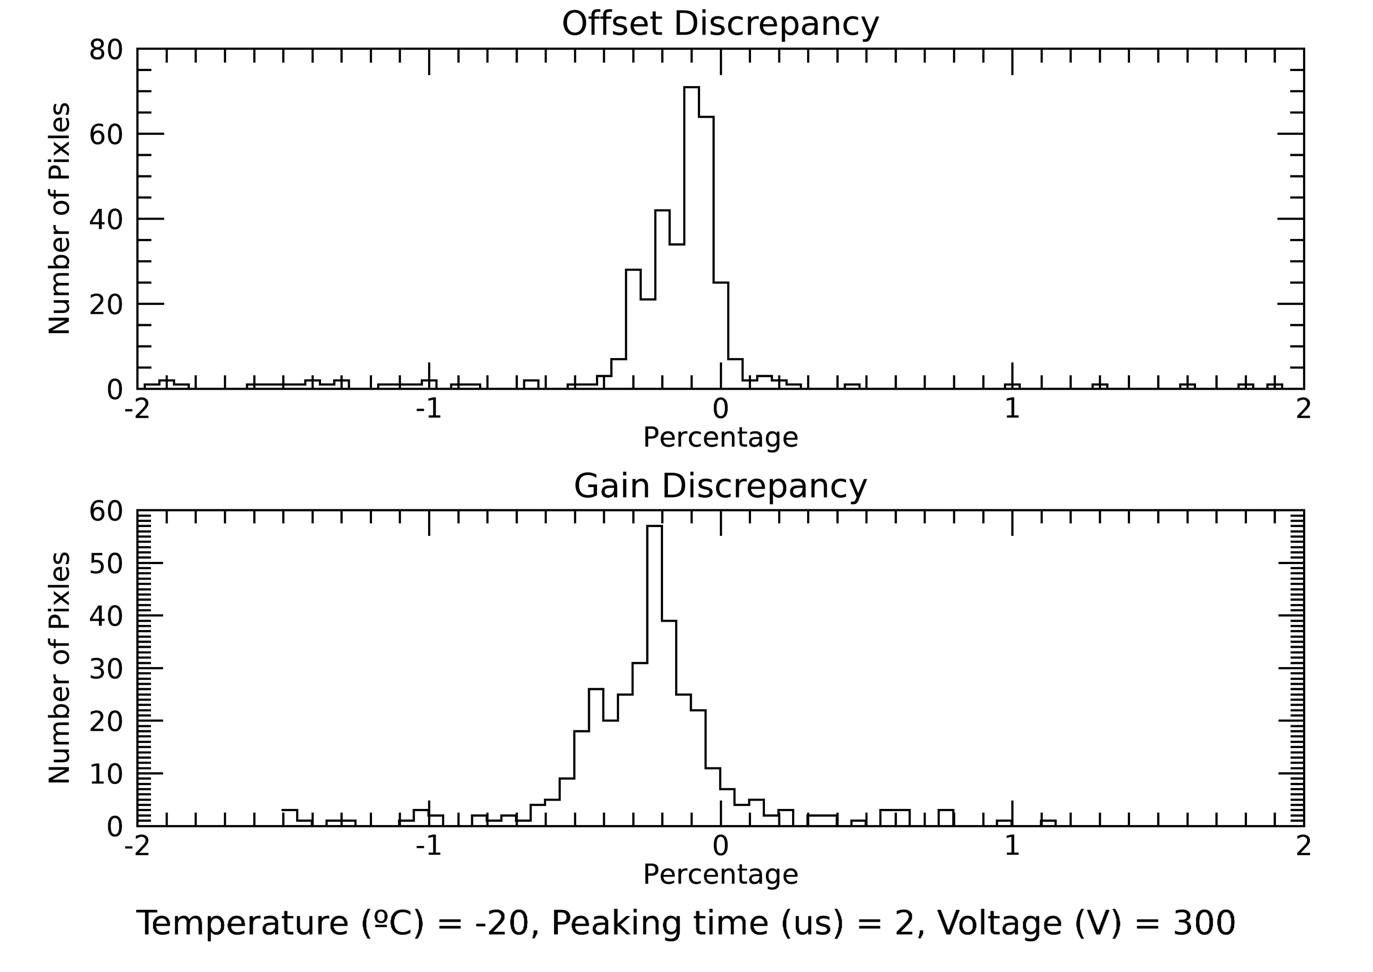 Offset Discrepancy
80
60
40
20
0
Number of Pixles
-2 -1 0 1 2
Percentage
Gain Discrepancy
60
50
40
30
20
10
0
Number of Pixles
-2 -1 0 1 2
Percentage
Temperature (ºC) = -20, Peaking time (us) = 2, Voltage (V) = 300